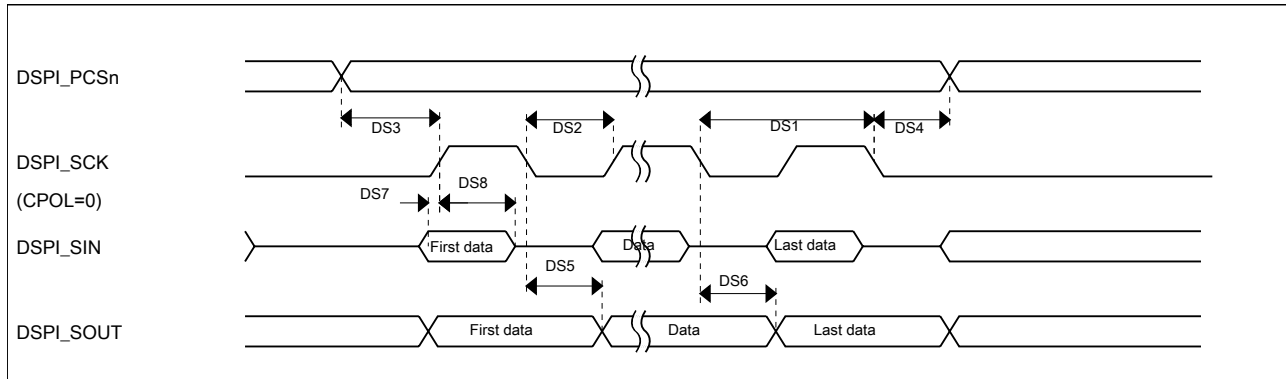 DSPI_PCSn
DS3
DS2
DS1
DS4
DSPI_SCK
(CPOL=0)
DS7
DS8
DSPI_SIN
First data
Data
Last data
DS5
DS6
DSPI_SOUT
First data
Data
Last data